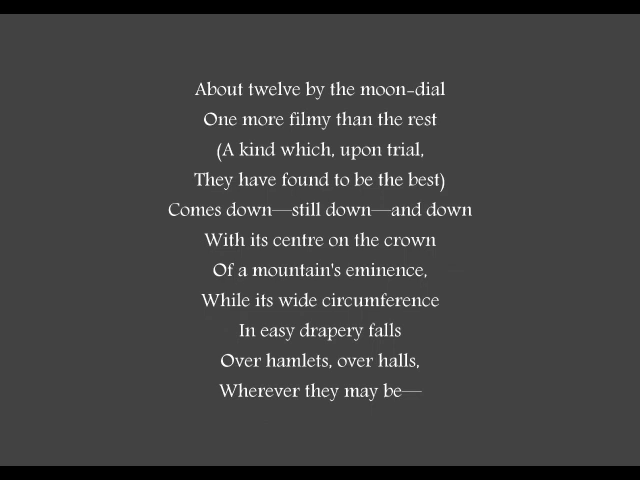 About twelve by the moon-dial
One more filmy than the rest
(A kind which, upon trial,
They have found to be the best)
Comes down—still down—and down
With its centre on the crown
Of a mountain's eminence,
While its wide circumference
In easy drapery falls
Over hamlets, over halls,
Wherever they may be—